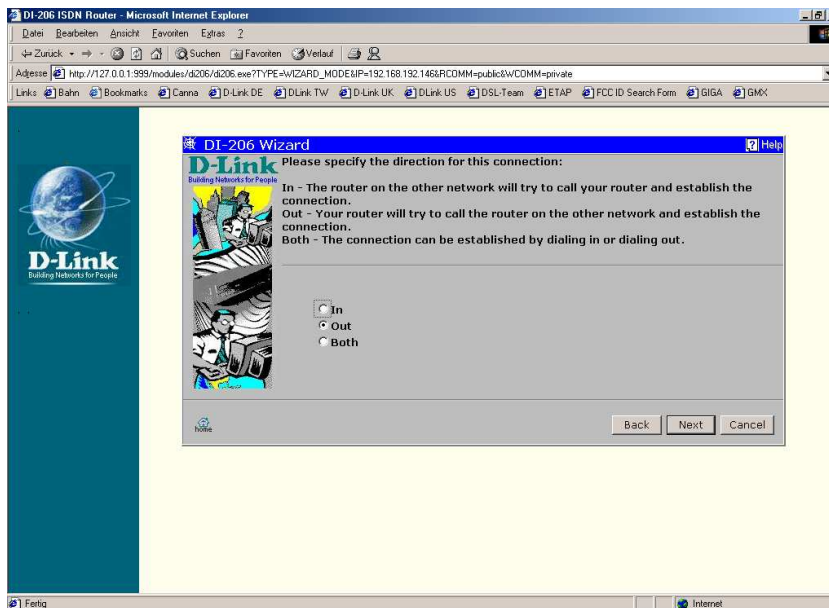 DI-206 ISDN Router - Microsoft Internet Explorer
Datei Bearbeiten Ansicht Favoriten Extras ?
Zurück Suchen Favoriten Verlauf
Adresse http://127.0.0.1:999/modules/di206/di206.exe?TYPE=WIZARD_MODE&IP=192.168.192.146&RCOMM=public&WCOMM=private
Links Bahn Bookmarks Canna D-Link DE DLink TW D-Link UK DLink US DSL-Team ETAP FCC ID Search Form GIGA GMX
D-Link
Building Networks for People
DI-206 Wizard
? Help
D-Link
Building Networks for People
Please specify the direction for this connection:
In - The router on the other network will try to call your router and establish the
connection.
Out - Your router will try to call the router on the other network and establish the
connection.
Both - The connection can be established by dialing in or dialing out.
In
Out
Both
home
Back Next Cancel
Fertig
Internet